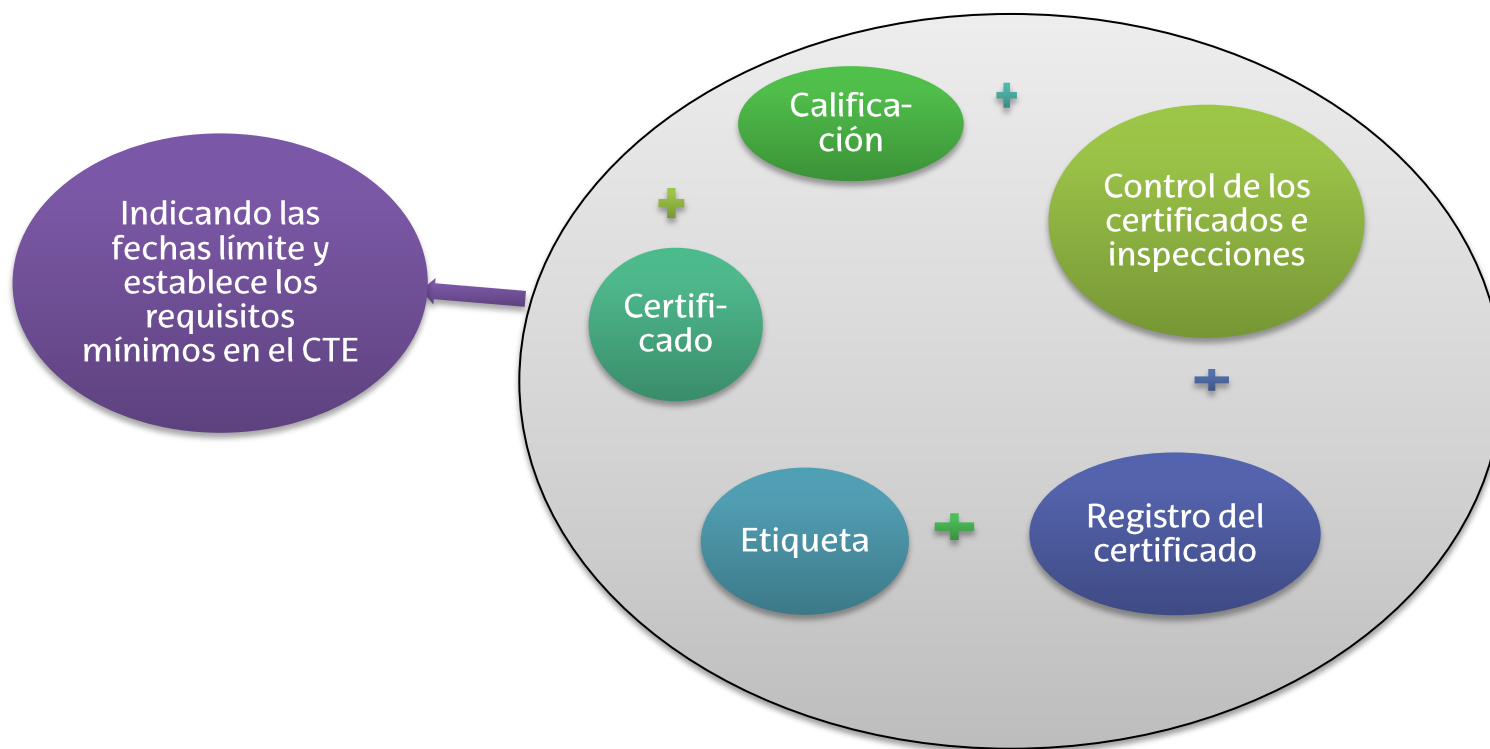 Indicando las
fechas límite y
establece los
requisitos
mínimos en el CTE
Califica-
ción
Control de los
certificados e
inspecciones
Certifi-
cado
Etiqueta
Registro del
certificado